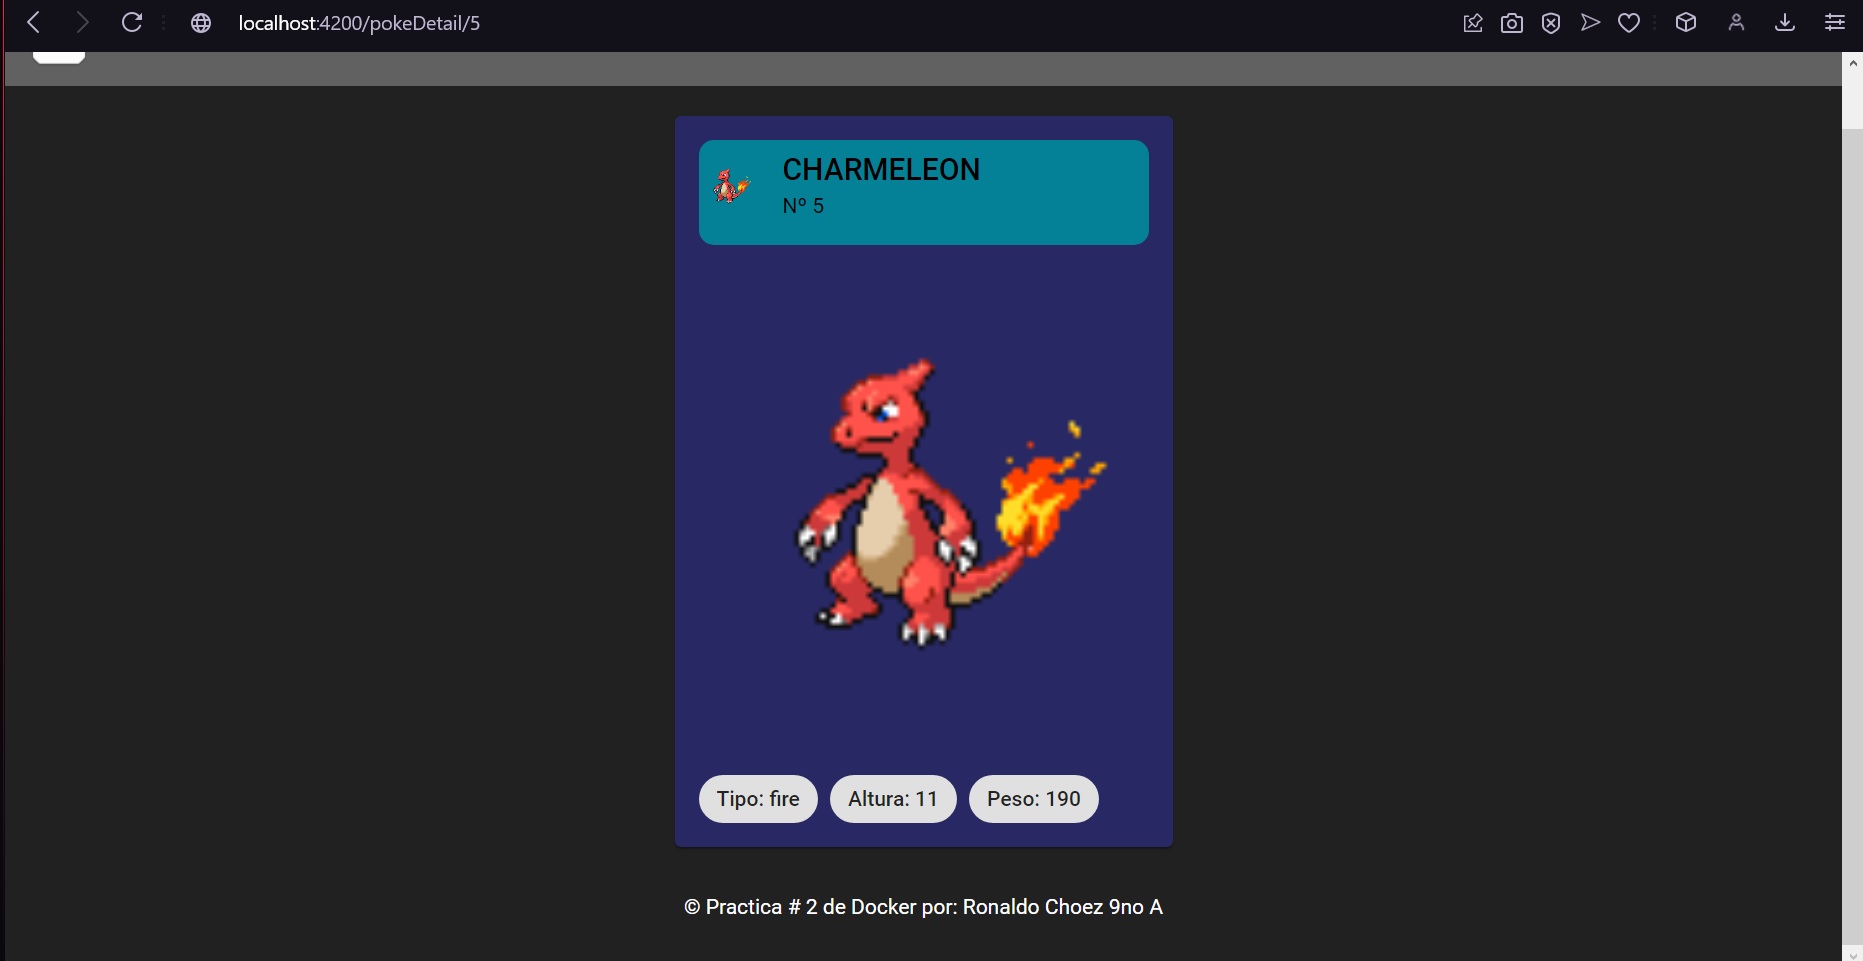 localhost:4200/pokeDetail/5
CHARMELEON
Nº 5
Tipo: fire
Altura: 11
Peso: 190
© Practica # 2 de Docker por: Ronaldo Choez 9no A